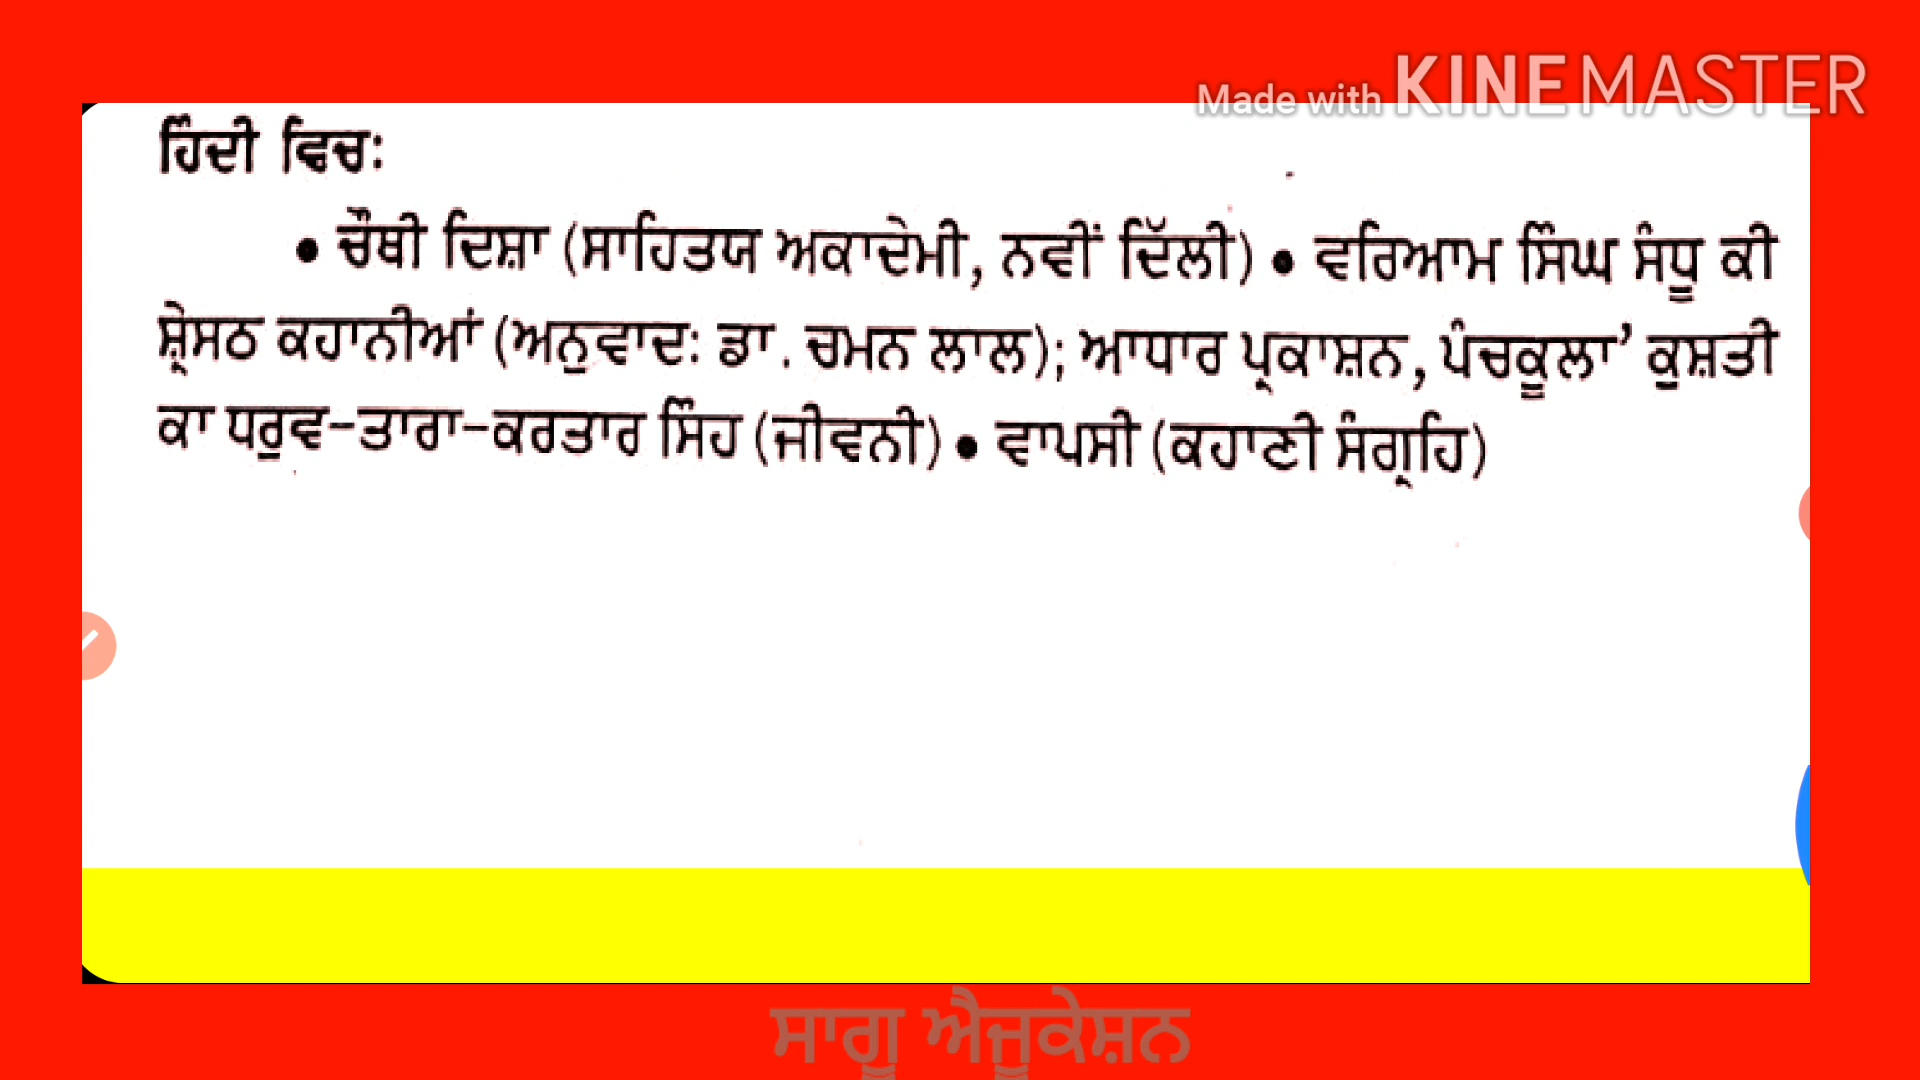 Made with KINEMASTER
ਹਿੰਦੀ ਵਿਚ:
• ਚੌਥੀ ਦਿਸ਼ਾ (ਸਾਹਿਤਯ ਅਕਾਦੇਮੀ, ਨਵੀਂ ਦਿੱਲੀ) • ਵਰਿਆਮ ਸਿੰਘ ਸੰਧੂ ਕੀ
ਸ਼੍ਰੇਸਠ ਕਹਾਨੀਆਂ (ਅਨੁਵਾਦ: ਡਾ. ਚਮਨ ਲਾਲ); ਆਧਾਰ ਪ੍ਰਕਾਸ਼ਨ, ਪੰਚਕੂਲਾ’ ਕੁਸ਼ਤੀ
ਕਾ ਧਰੁਵ-ਤਾਰਾ-ਕਰਤਾਰ ਸਿੰਹ (ਜੀਵਨੀ) • ਵਾਪਸੀ (ਕਹਾਣੀ ਸੰਗ੍ਰਹਿ)
ਸਾਗੂ ਐਜੂਕੇਸ਼ਨ